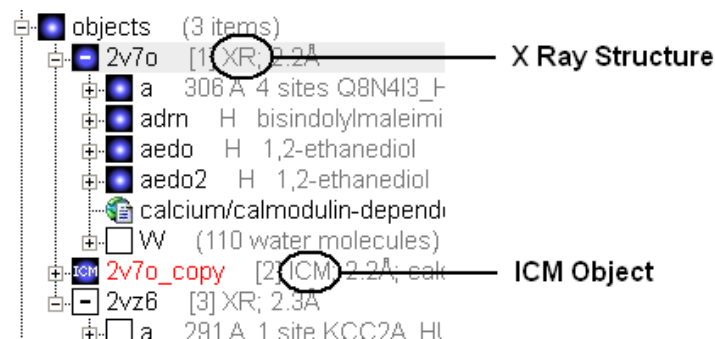 objects (3 items)
2v7o [1] XR; 2.2Å X Ray Structure
a 306 A 4 sites Q8N4I3_H
adrn H bisindolylmaleimi
aedo H 1,2-ethanediol
aedo2 H 1,2-ethanediol
calcium/calmodulin-depend
W (110 water molecules)
ICM 2v7o_copy [2] ICM; 2.2Å; calc ICM Object
2vz6 [3] XR; 2.3Å
a 291 A 1 site KCC2A_HU